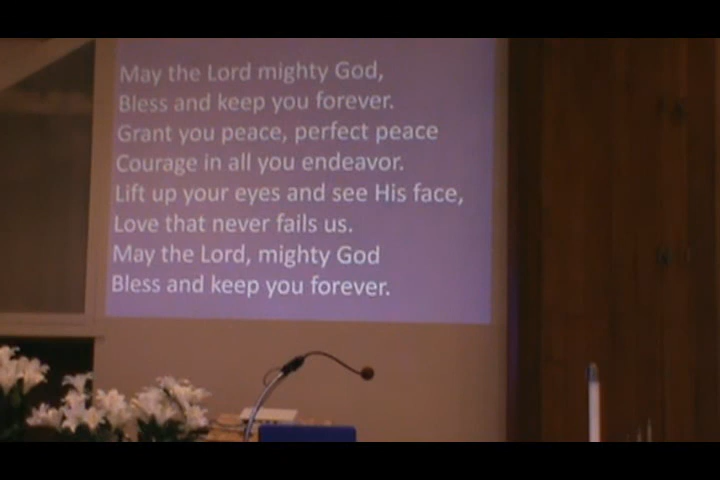 May the Lord mighty God,
Bless and keep you forever.
Grant you peace, perfect peace
Courage in all you endeavor.
Lift up your eyes and see His face,
Love that never fails us.
May the Lord, mighty God
Bless and keep you forever.